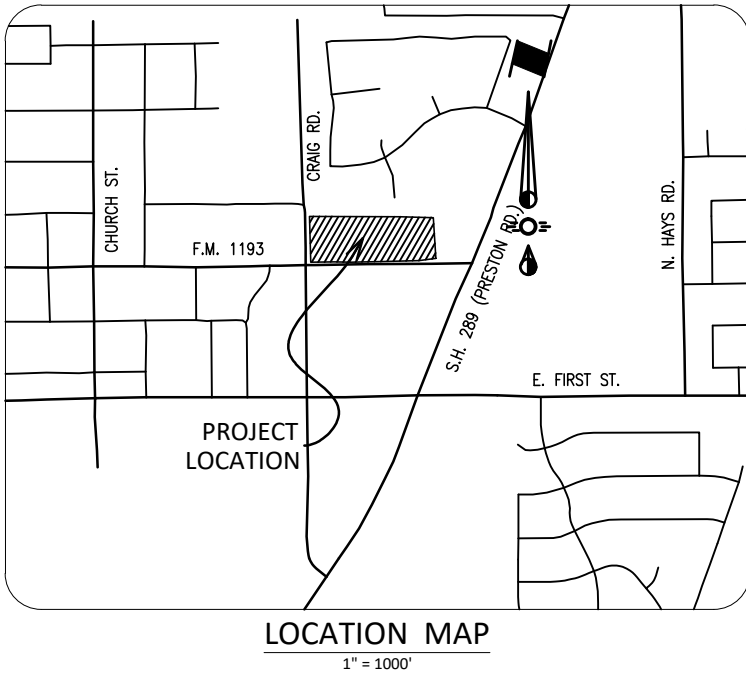 CRAIG RD.
CHURCH ST.
F.M. 1193
S.H. 289 (PRESTON RD.)
N. HAYS RD.
E. FIRST ST.
PROJECT
LOCATION
LOCATION MAP
1" = 1000'